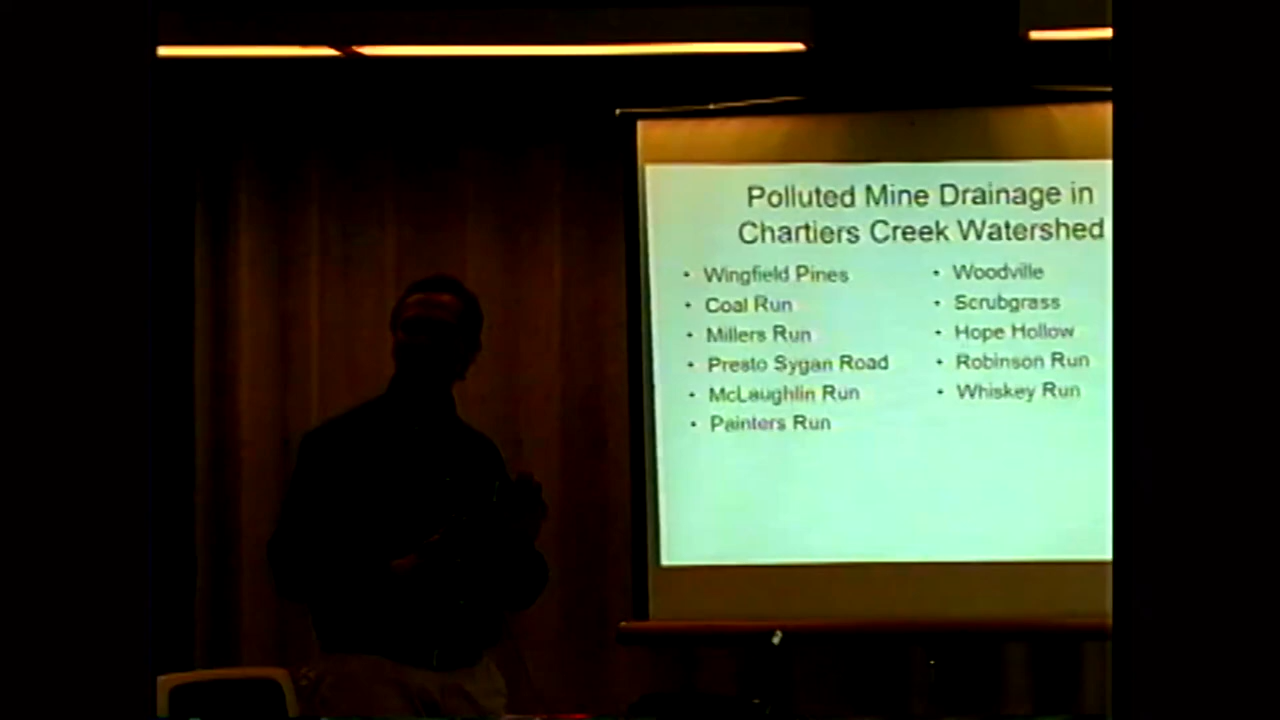 Polluted Mine Drainage in
Chartiers Creek Watershed
• Wingfield Pines
• Coal Run
• Millers Run
• Presto Sygan Road
• McLaughlin Run
• Painters Run
• Woodville
• Scrubgrass
• Hope Hollow
• Robinson Run
• Whiskey Run